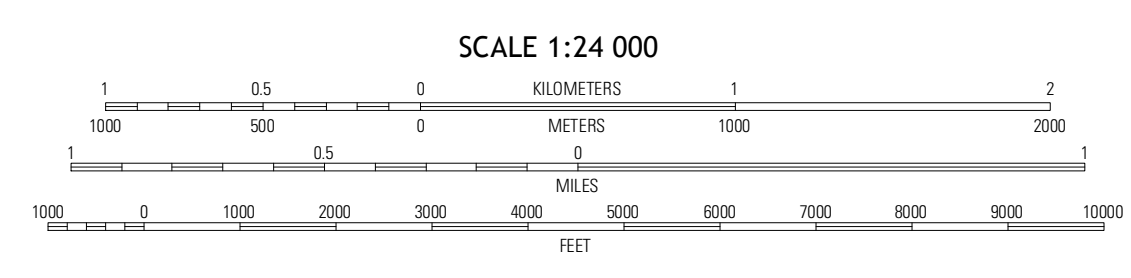 SCALE 1:24 000
1 0.5 0 KILOMETERS 1 2
1000 500 0 METERS 1000 2000
1 0.5 0 1
MILES
1000 0 1000 2000 3000 4000 5000 6000 7000 8000 9000 10000
FEET